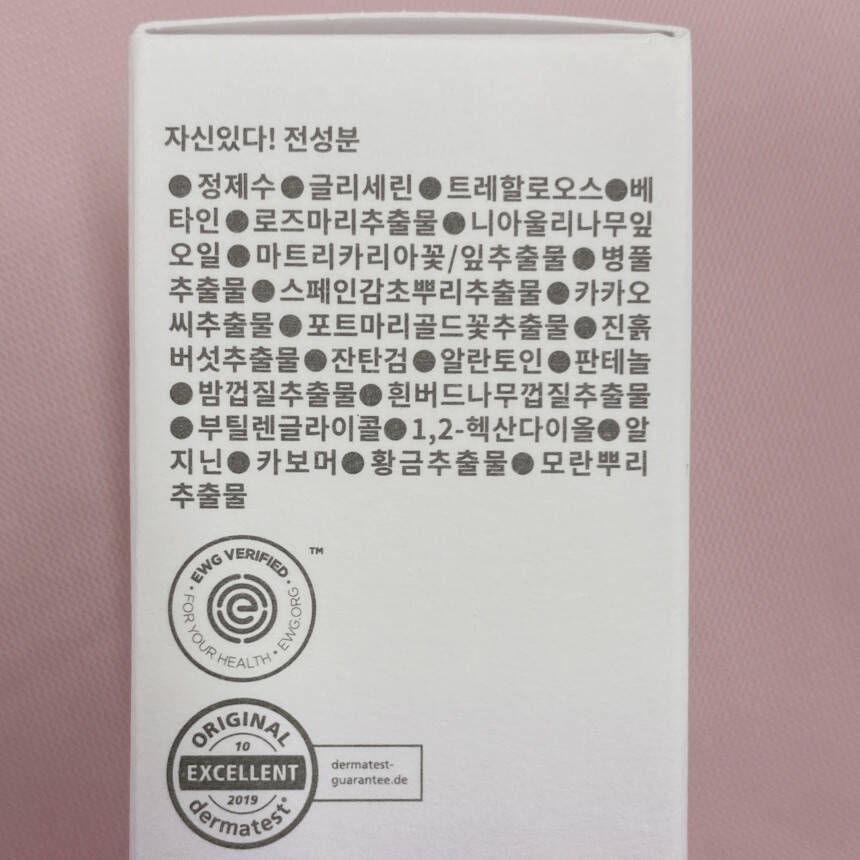 자신있다! 전성분
●정제수●글리세린●트레할로오스●베
타인●로즈마리추출물●니아울리나무잎
오일●마트리카리아꽃/잎추출물●병풀
추출물●스페인감초뿌리추출물●카카오
씨추출물●포트마리골드꽃추출물●진흙
버섯추출물●잔탄검●알란토인●판테놀
●밤껍질추출물●흰버드나무껍질추출물
●부틸렌글라이콜●1,2-헥산다이올●알
지닌●카보머●황금추출물●모란뿌리
추출물
EWG VERIFIED ™
FOR YOUR HEALTH • EWG.ORG
ORIGINAL
10
EXCELLENT
2019
dermatest®
dermatest-
guarantee.de